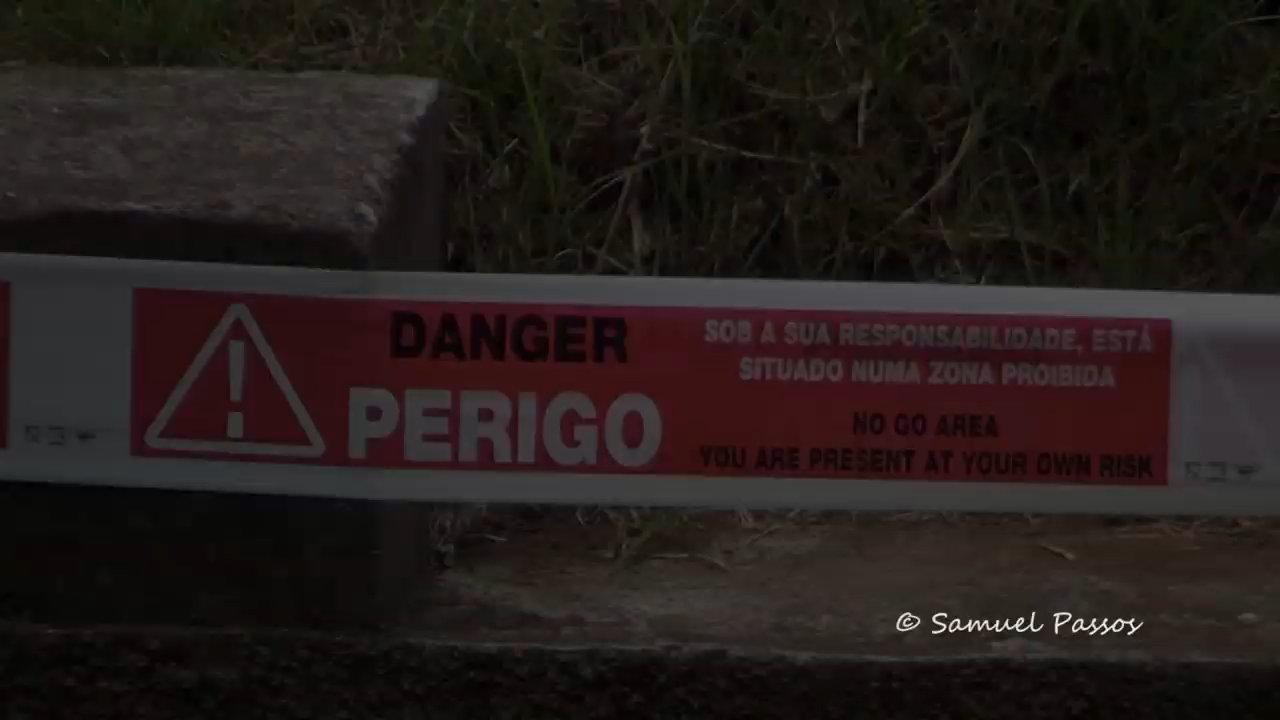 DANGER
PERIGO
SOB A SUA RESPONSABILIDADE, ESTÁ
SITUADO NUMA ZONA PROIBIDA
NO GO AREA
YOU ARE PRESENT AT YOUR OWN RISK
© Samuel Passos